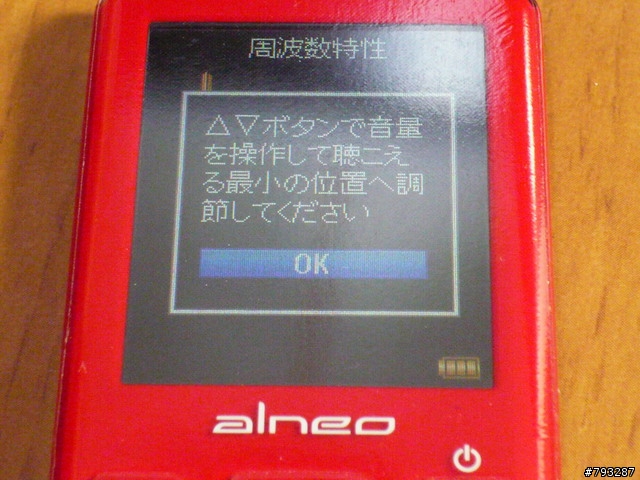 周波数特性
△▽ボタンで音量
を操作して聴こえ
る最小の位置へ調
節してください
OK
alneo
#793287